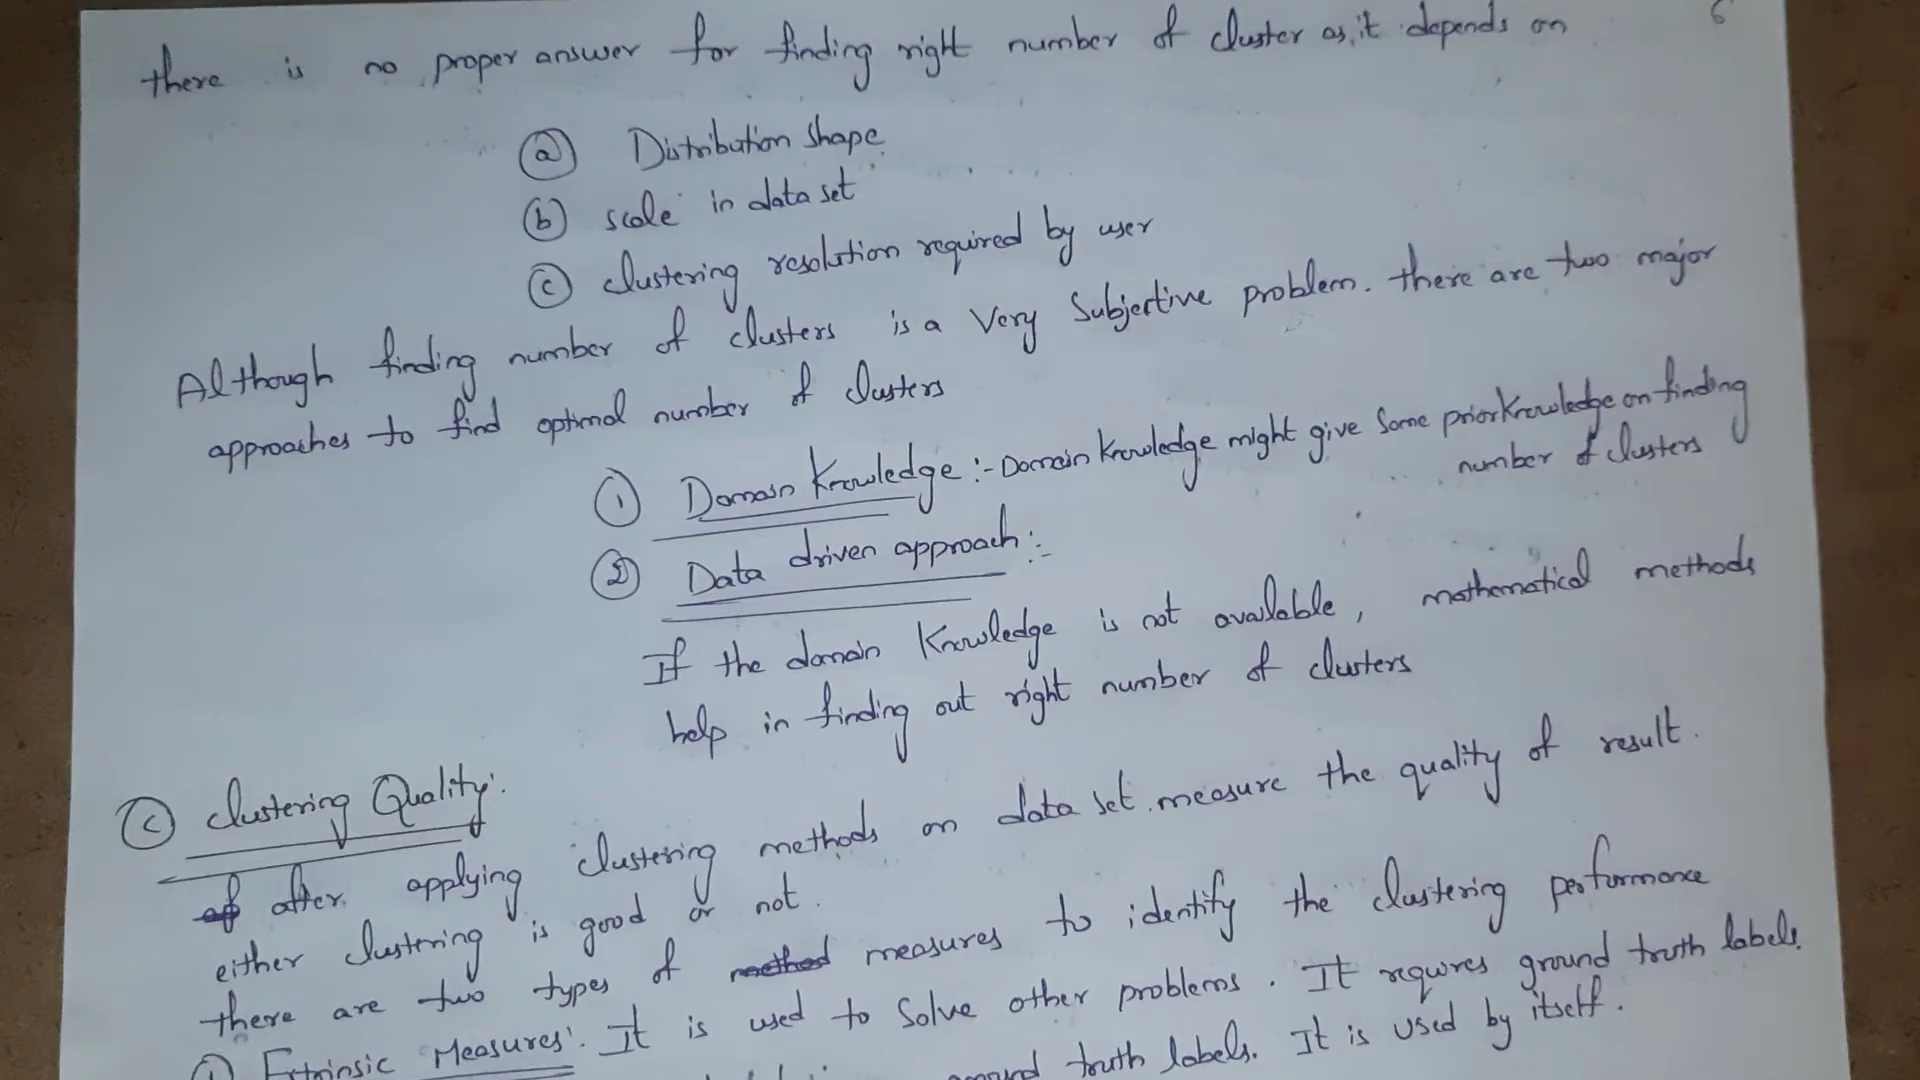 6
there is no proper answer for finding right number of cluster as it depends on
(a) Distribution shape
(b) scale in data set
(c) clustering resolution required by user
Although finding number of clusters is a very subjective problem. there are two major
approaches to find optimal number of clusters
(1) Domain Knowledge :- Domain knowledge might give some prior knowledge on finding
number of clusters
(2) Data driven approach :-
If the domain knowledge is not available, mathematical methods
help in finding out right number of clusters
(c) clustering Quality:
after applying clustering methods on data set. measure the quality of result.
either clustering is good or not.
there are two types of method measures to identify the clustering performance
(1) Extrinsic Measures: It is used to solve other problems. It requires ground truth labels.
ground truth labels. It is used by itself.